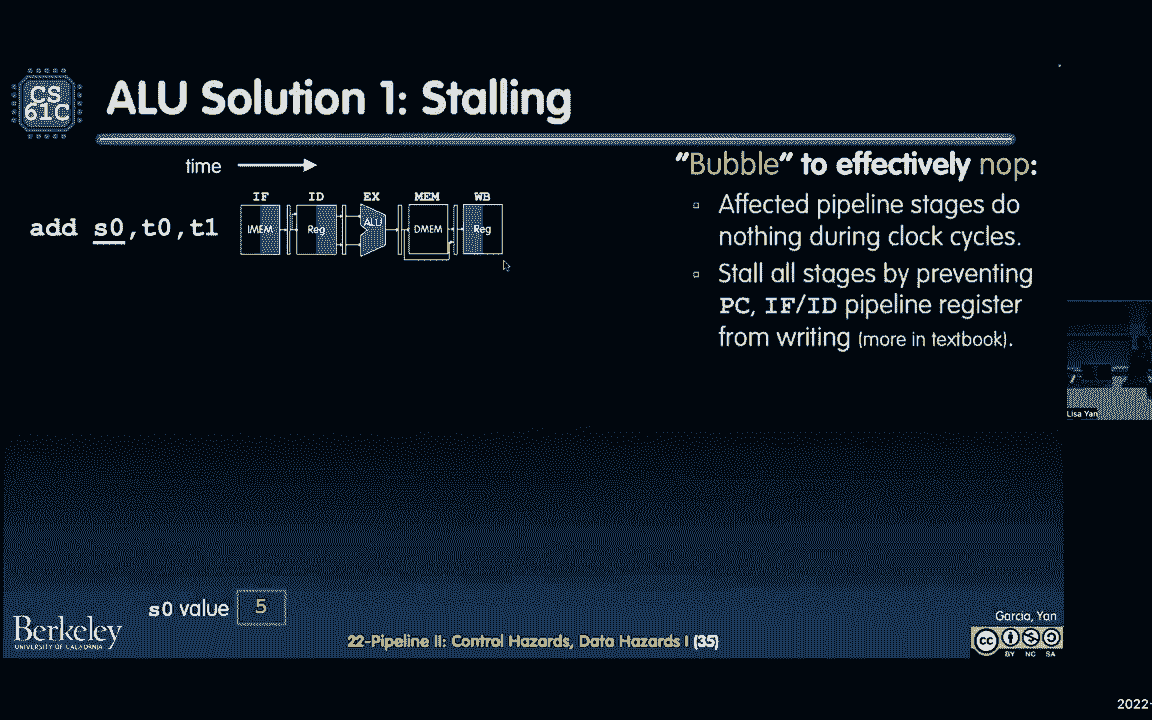 CS
61C
ALU Solution 1: Stalling
time
IF ID EX MEM WB
add s0,t0,t1
IMEM Reg ALU DMEM Reg
"Bubble" to effectively nop:
Affected pipeline stages do
nothing during clock cycles.
Stall all stages by preventing
PC, IF/ID pipeline register
from writing (more in textbook).
Lisa Yan
s0 value 5
Berkeley
UNIVERSITY OF CALIFORNIA
22-Pipeline II: Control Hazards, Data Hazards I (35)
Garcia, Yan
cc
BY NC SA
2022-